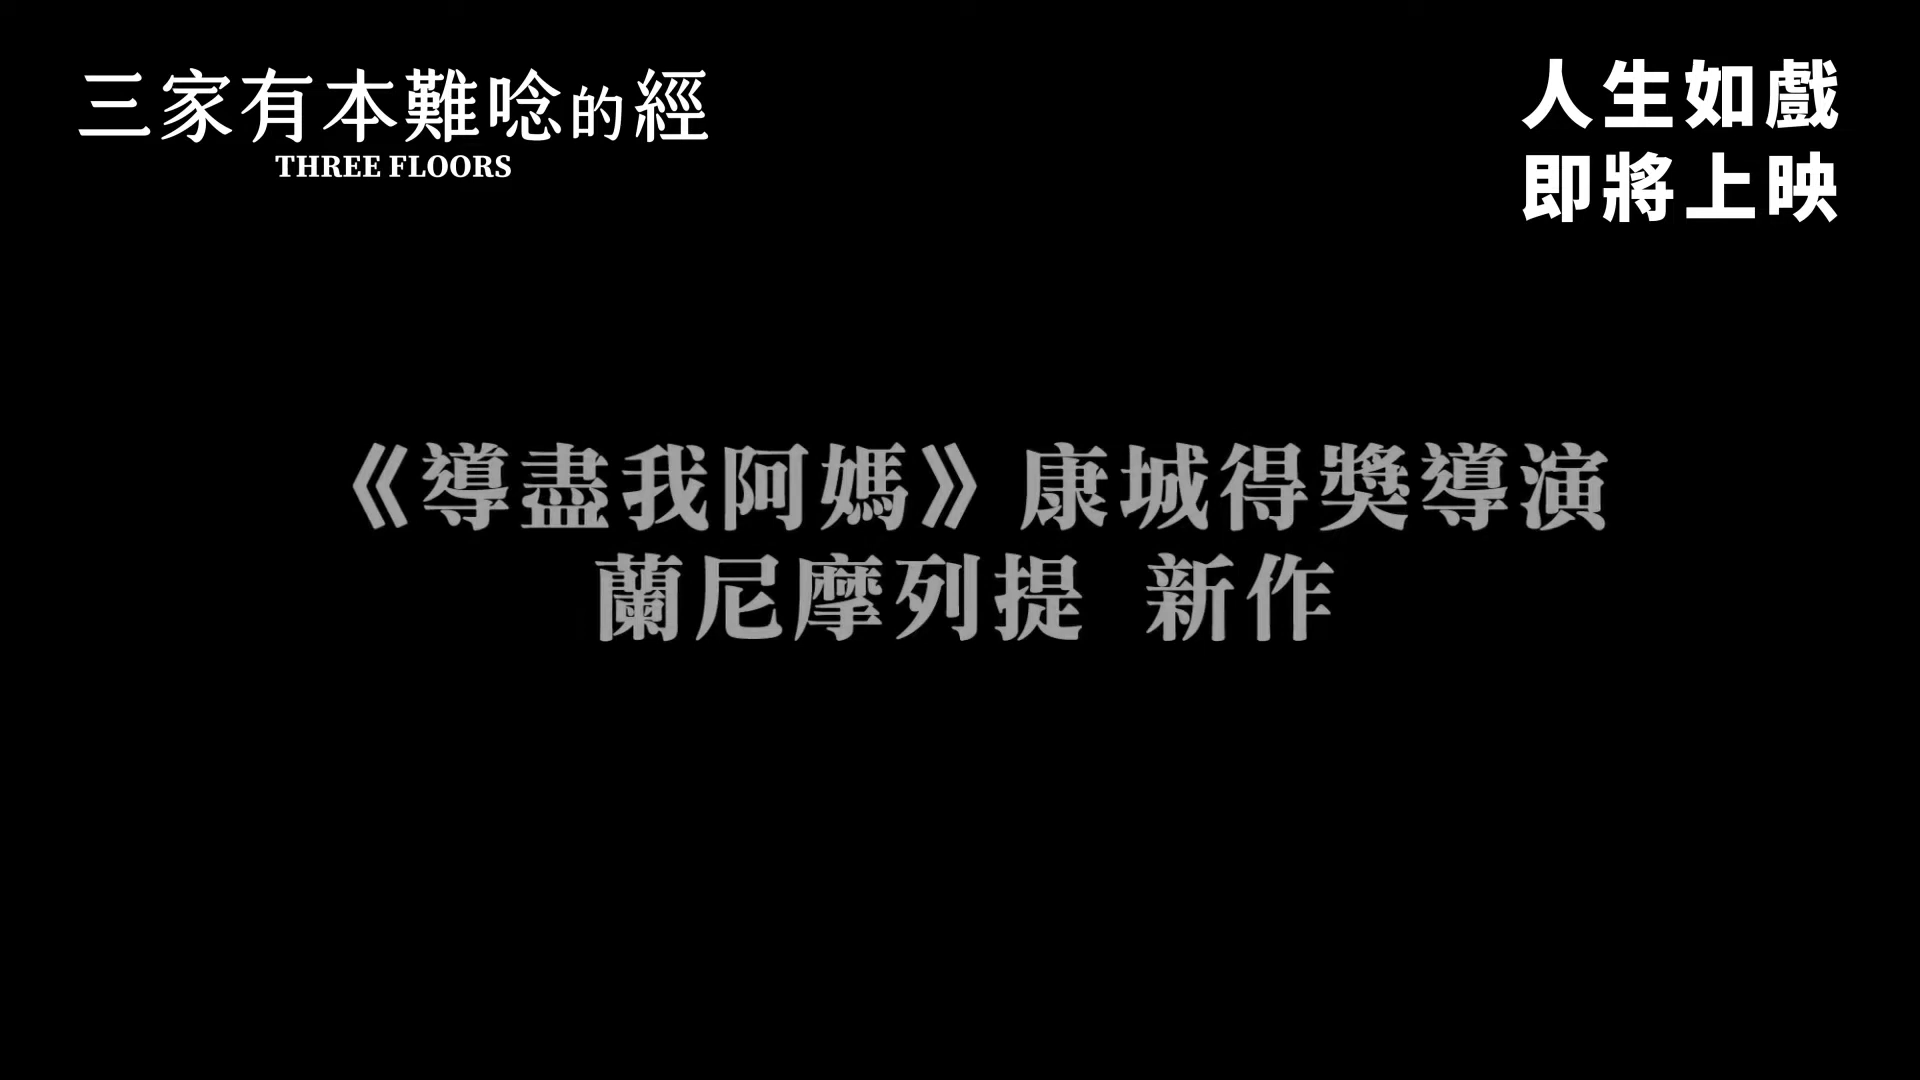 三家有本難唸的經
THREE FLOORS
人生如戲
即將上映
《導盡我阿媽》康城得獎導演
蘭尼摩列提 新作